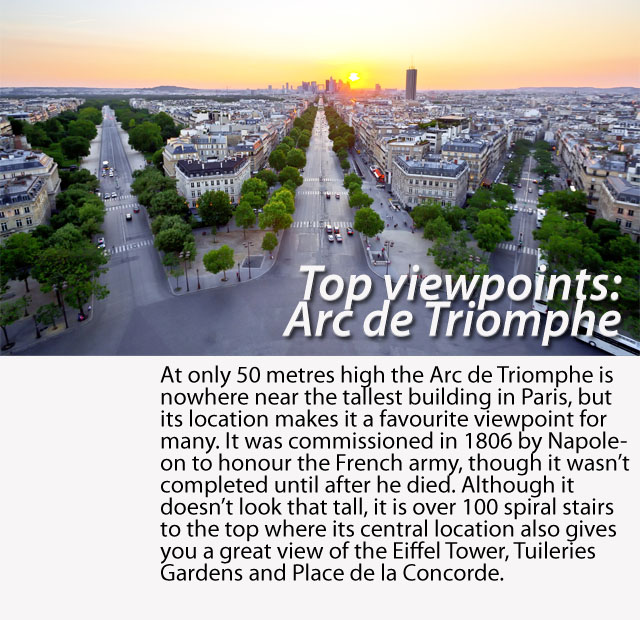 Top viewpoints:
Arc de Triomphe
At only 50 metres high the Arc de Triomphe is
nowhere near the tallest building in Paris, but
its location makes it a favourite viewpoint for
many. It was commissioned in 1806 by Napole-
on to honour the French army, though it wasn’t
completed until after he died. Although it
doesn’t look that tall, it is over 100 spiral stairs
to the top where its central location also gives
you a great view of the Eiffel Tower, Tuileries
Gardens and Place de la Concorde.